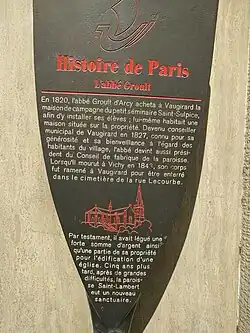 Histoire de Paris
L'abbé Groult
En 1820, l'abbé Groult d'Arcy acheta à Vaugirard la
maison de campagne du petit séminaire Saint-Sulpice,
afin d'y installer ses élèves ; lui-même habitait une
maison située sur la propriété. Devenu conseiller
municipal de Vaugirard en 1827, connu pour sa
générosité et sa bienveillance à l'égard des
habitants du village, l'abbé devint aussi prési-
dent du Conseil de fabrique de la paroisse.
Lorsqu'il mourut à Vichy en 1843, son corps
fut ramené à Vaugirard pour être enterré
dans le cimetière de la rue Lecourbe.
Par testament, il avait légué une
forte somme d'argent ainsi
qu'une partie de sa propriété
pour l'édification d'une
église. Cinq ans plus
tard, après de grandes
difficultés, la parois-
se Saint-Lambert
eut un nouveau
sanctuaire.